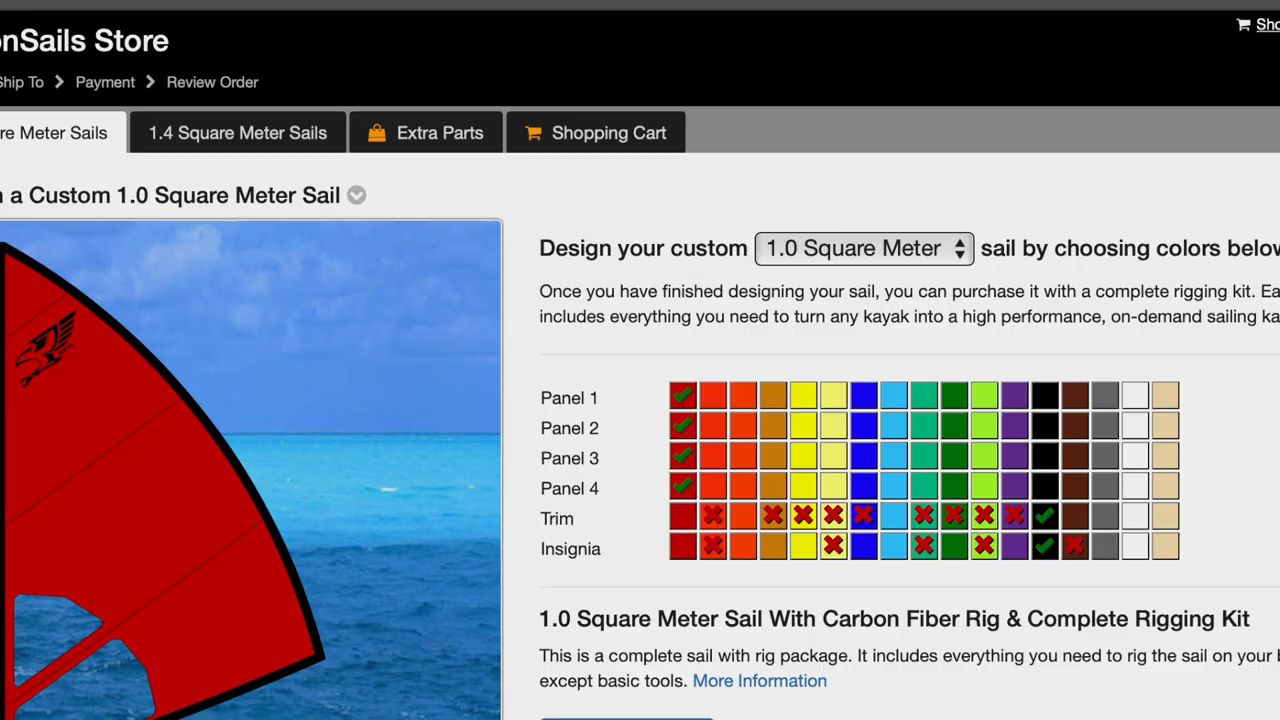 onSails Store
Sho
Ship To Payment Review Order
re Meter Sails 1.4 Square Meter Sails Extra Parts Shopping Cart
n a Custom 1.0 Square Meter Sail
Design your custom 1.0 Square Meter sail by choosing colors below
Once you have finished designing your sail, you can purchase it with a complete rigging kit. Ea
includes everything you need to turn any kayak into a high performance, on-demand sailing ka
Panel 1
Panel 2
Panel 3
Panel 4
Trim
Insignia
1.0 Square Meter Sail With Carbon Fiber Rig & Complete Rigging Kit
This is a complete sail with rig package. It includes everything you need to rig the sail on your b
except basic tools. More Information